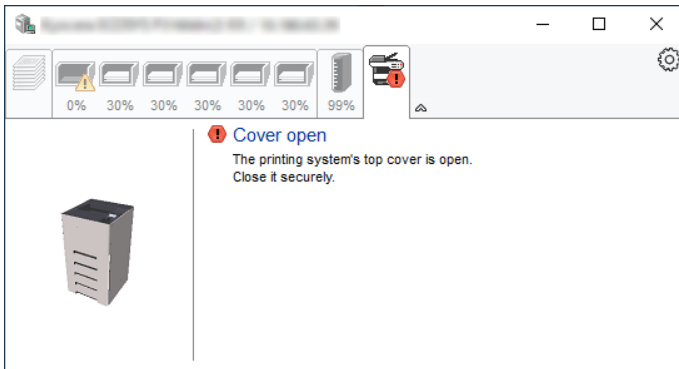 0% 30% 30% 30% 30% 30% 99%
Cover open
The printing system's top cover is open.
Close it securely.